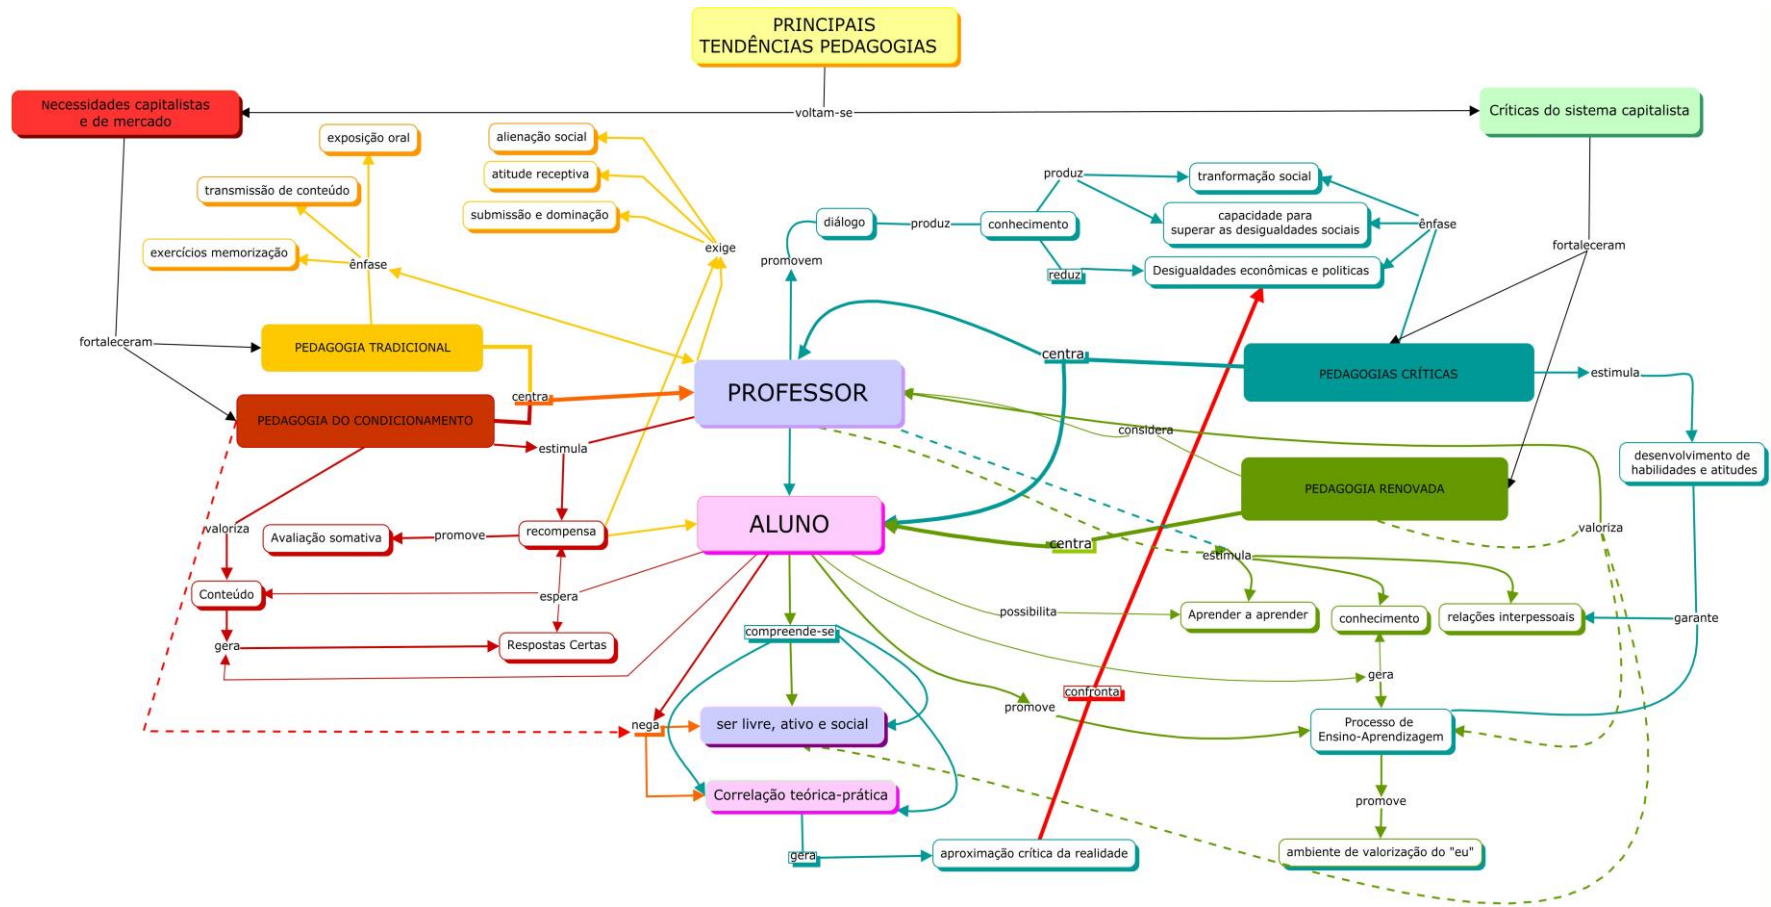 PRINCIPAIS
TENDÊNCIAS PEDAGOGIAS
Necessidades capitalistas
e de mercado
voltam-se
Críticas do sistema capitalista
exposição oral
alienação social
atitude receptiva
transmissão de conteúdo
submissão e dominação
exercícios memorização
ênfase
exige
diálogo
produz
conhecimento
produz
tranformação social
capacidade para
superar as desigualdades sociais
ênfase
promovem
reduz
Desigualdades econômicas e politicas
fortaleceram
fortaleceram
PEDAGOGIA TRADICIONAL
centra
PEDAGOGIAS CRÍTICAS
estimula
PROFESSOR
centra
PEDAGOGIA DO CONDICIONAMENTO
estimula
considera
desenvolvimento de
habilidades e atitudes
PEDAGOGIA RENOVADA
valoriza
Avaliação somativa
promove
recompensa
ALUNO
centra
valoriza
estimula
Conteúdo
espera
possibilita
Aprender a aprender
conhecimento
relações interpessoais
garante
gera
Respostas Certas
compreende-se
gera
confronta
promove
nega
ser livre, ativo e social
Processo de
Ensino-Aprendizagem
Correlação teórica-prática
promove
gera
aproximação crítica da realidade
ambiente de valorização do "eu"